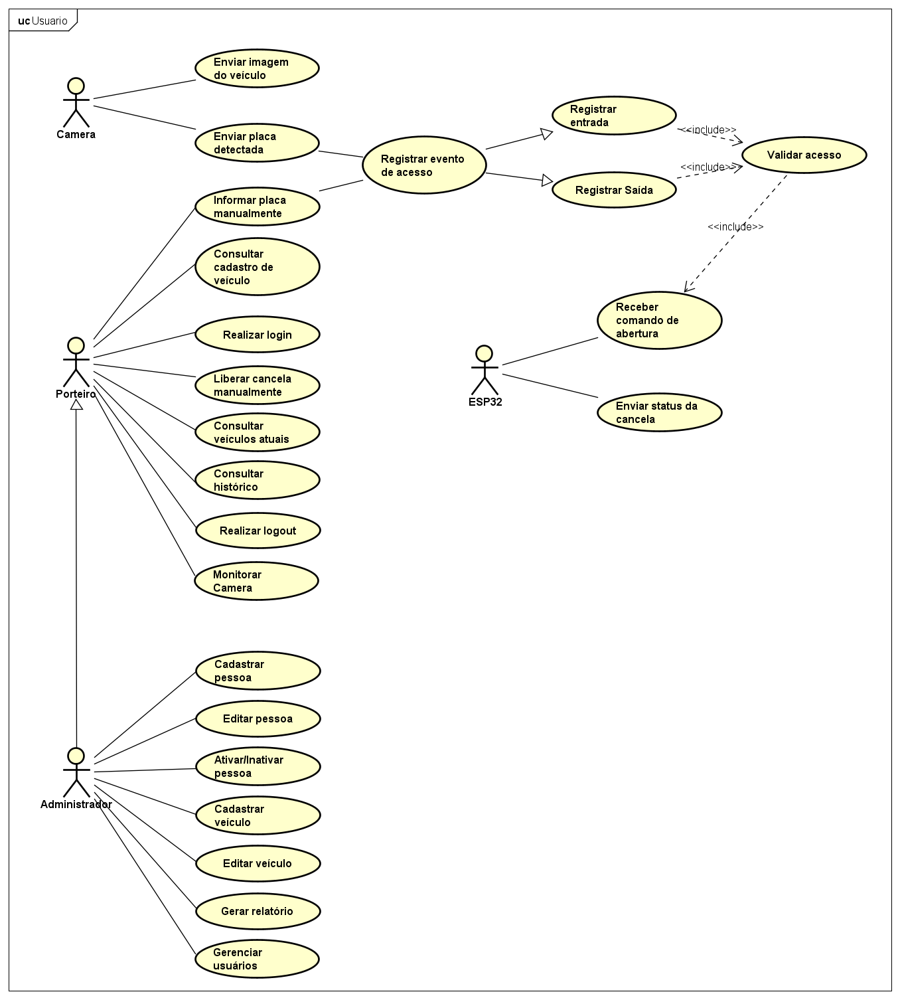 uc Usuario
Enviar imagem
do veículo
Camera
Enviar placa
detectada
Registrar evento
de acesso
Registrar
entrada
<<include>>
Validar acesso
<<include>>
Registrar Saída
Informar placa
manualmente
<<include>>
Consultar
cadastro de
veículo
Receber
comando de
abertura
Realizar login
Porteiro
Liberar cancela
manualmente
ESP32
Enviar status da
cancela
Consultar
veículos atuais
Consultar
histórico
Realizar logout
Monitorar
Camera
Cadastrar
pessoa
Editar pessoa
Ativar/Inativar
pessoa
Administrador
Cadastrar
veículo
Editar veículo
Gerar relatório
Gerenciar
usuários